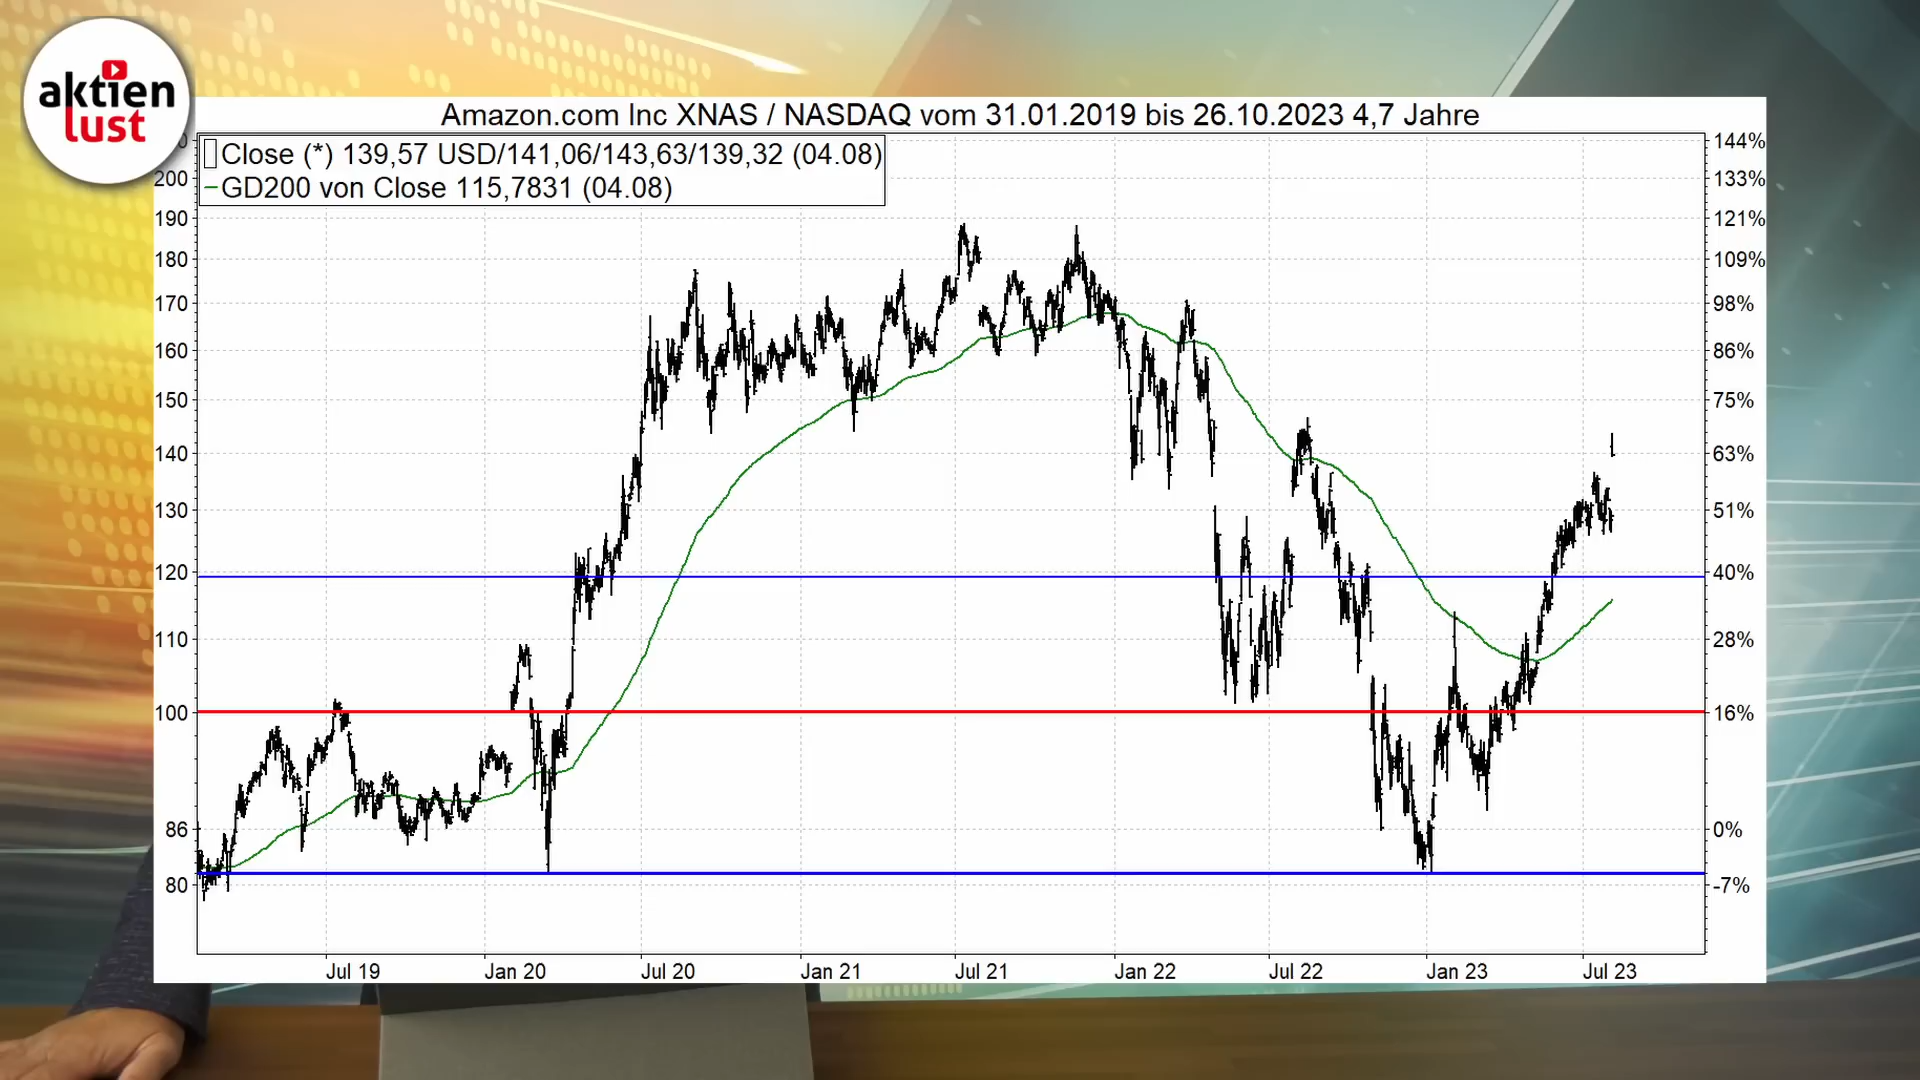 aktien
lust
Amazon.com Inc XNAS / NASDAQ vom 31.01.2019 bis 26.10.2023 4,7 Jahre
Close (*) 139,57 USD/141,06/143,63/139,32 (04.08)
GD200 von Close 115,7831 (04.08)
200
190
180
170
160
150
140
130
120
110
100
86
80
144%
133%
121%
109%
98%
86%
75%
63%
51%
40%
28%
16%
0%
-7%
Jul 19
Jan 20
Jul 20
Jan 21
Jul 21
Jan 22
Jul 22
Jan 23
Jul 23